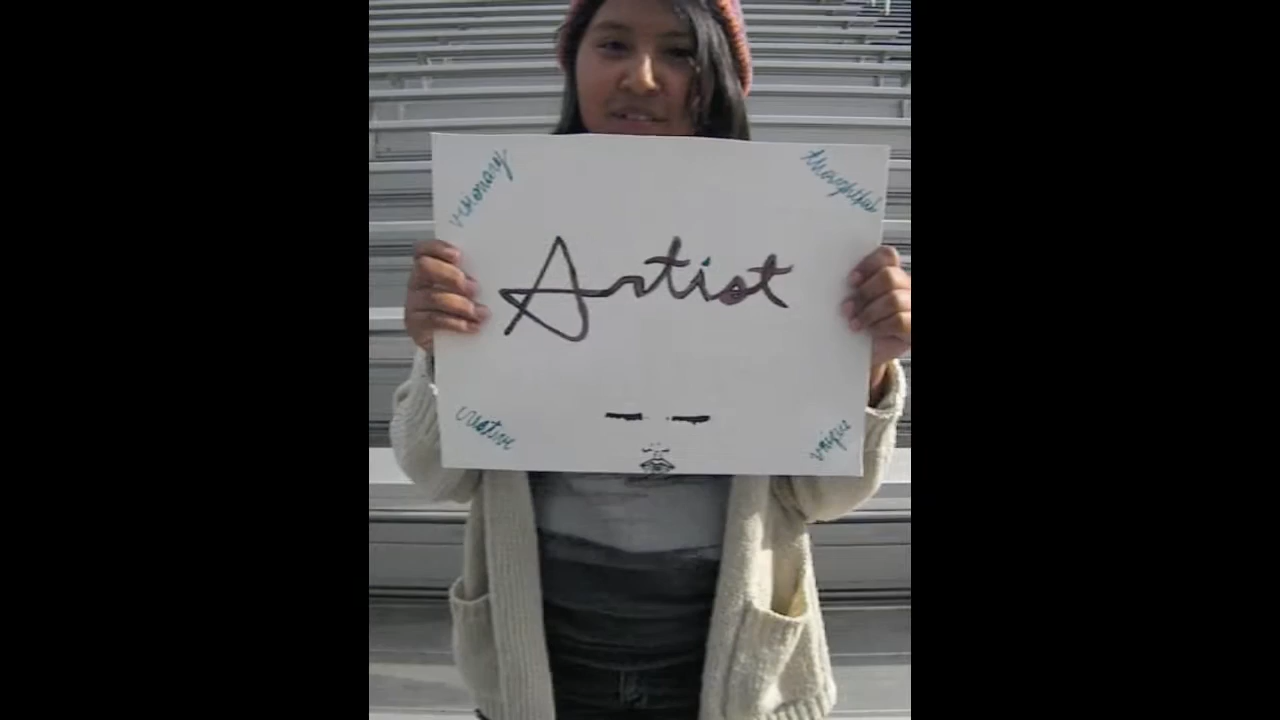 visionary
thoughtful
Artist
creative
unique